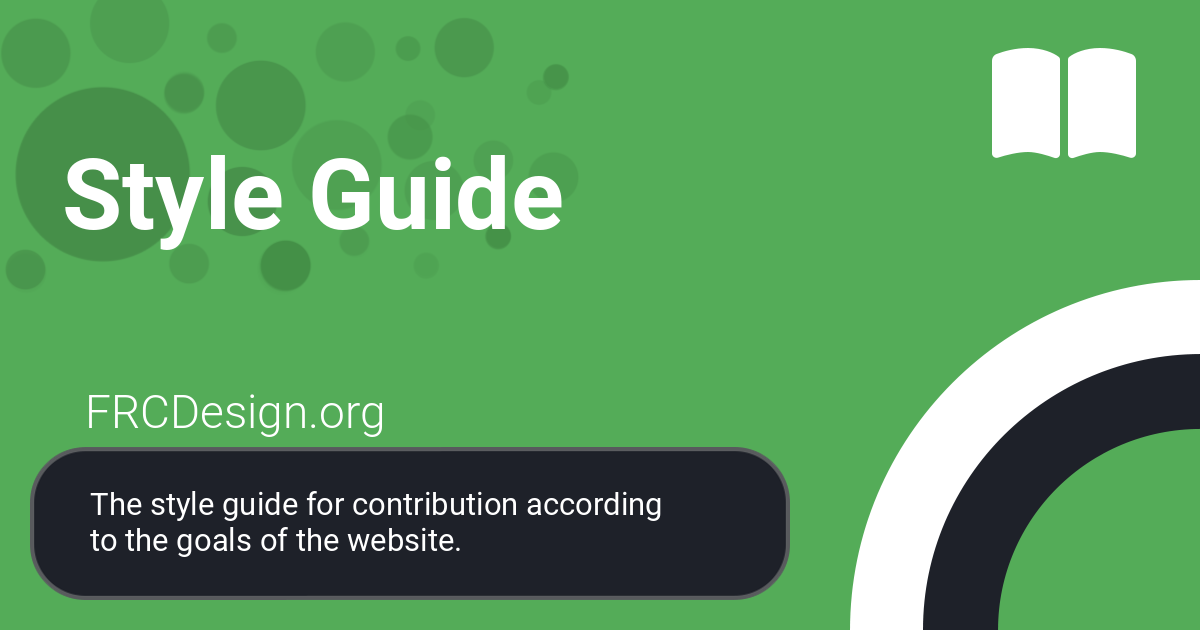 Style Guide
FRCDesign.org
The style guide for contribution according
to the goals of the website.